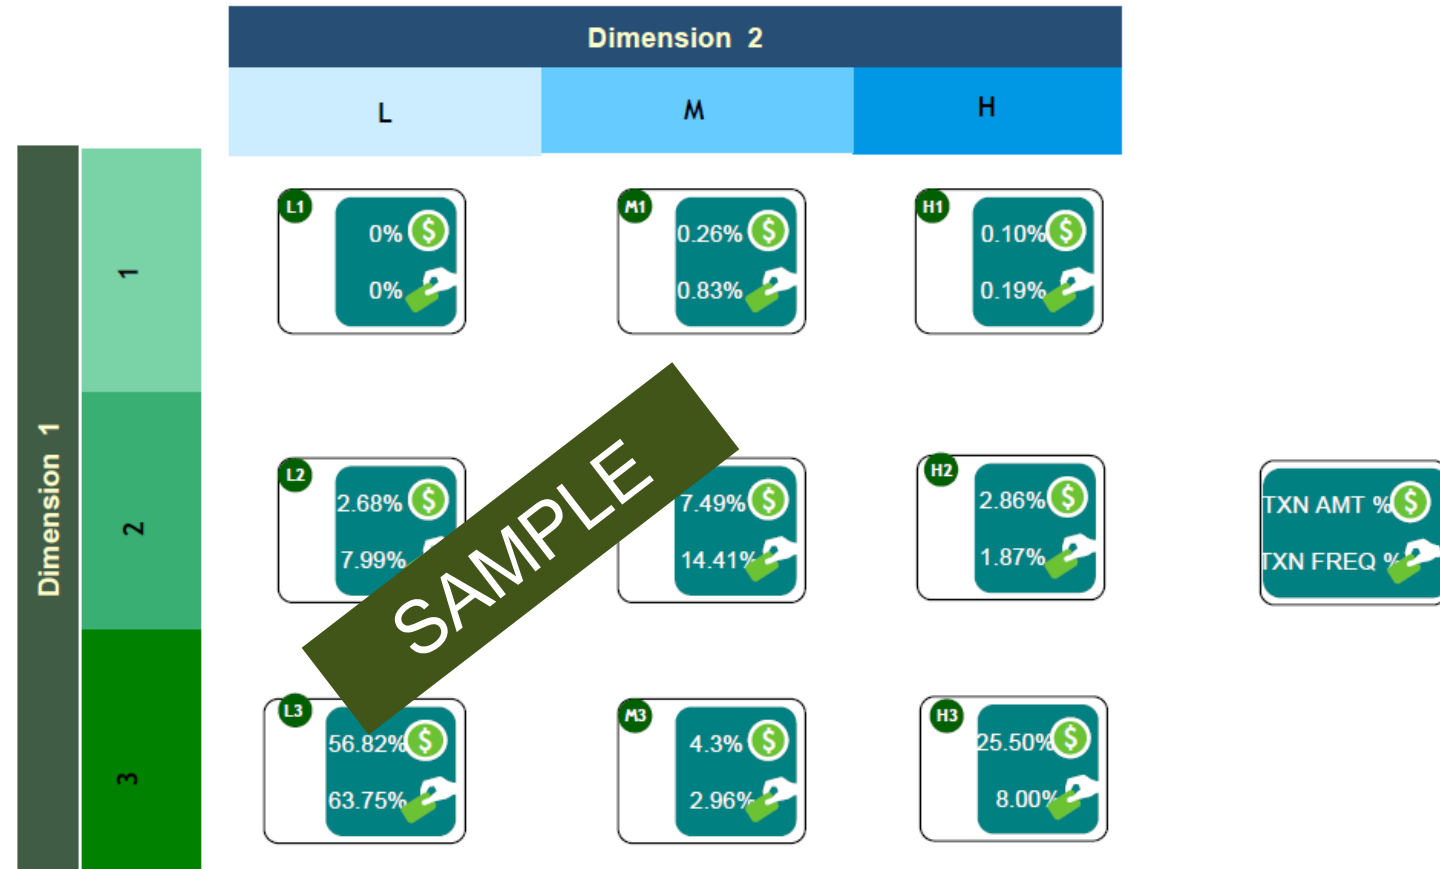 Dimension 2
L
M
H
Dimension 1
1
L1
0%
0%
M1
0.26%
0.83%
H1
0.10%
0.19%
2
L2
2.68%
7.99%
7.49%
14.41%
H2
2.86%
1.87%
TXN AMT %
TXN FREQ %
SAMPLE
3
L3
56.82%
63.75%
M3
4.3%
2.96%
H3
25.50%
8.00%